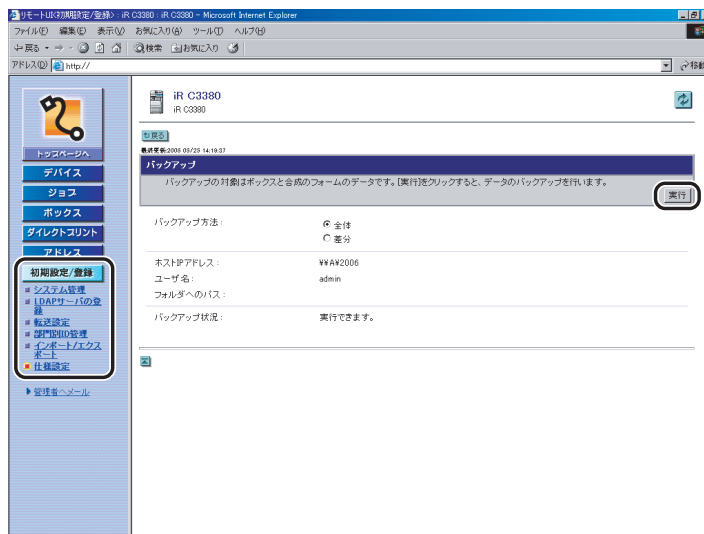 リモートUI<初期設定/登録> : iR C3380 : iR C3380 - Microsoft Internet Explorer
ファイル(F) 編集(E) 表示(V) お気に入り(A) ツール(T) ヘルプ(H)
戻る 検索 お気に入り
アドレス(D) http:// 移動
iR C3380
iR C3380
戻る
最終更新:2006 05/25 14:19:37
トップページへ
デバイス
ジョブ
ボックス
ダイレクトプリント
アドレス
初期設定/登録
システム管理
LDAPサーバの登
録
転送設定
部門別ID管理
インポート/エクス
ポート
仕様設定
管理者へメール
バックアップ
バックアップの対象はボックスと合成のフォームのデータです。[実行]をクリックすると、データのバックアップを行います。
実行
バックアップ方法 : 全体
差分
ホストIPアドレス : ¥¥A¥2006
ユーザ名 : admin
フォルダへのパス :
バックアップ状況 : 実行できます。